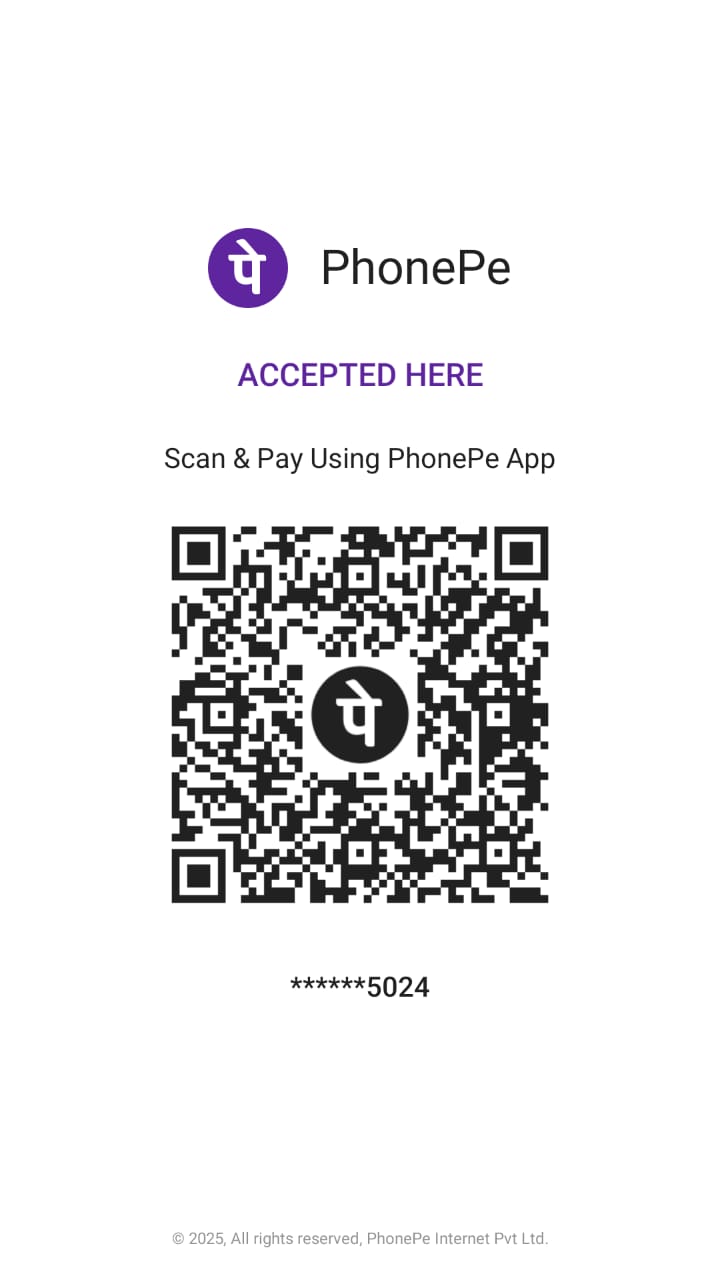 पे PhonePe
ACCEPTED HERE
Scan & Pay Using PhonePe App
पे
******5024
© 2025, All rights reserved, PhonePe Internet Pvt Ltd.